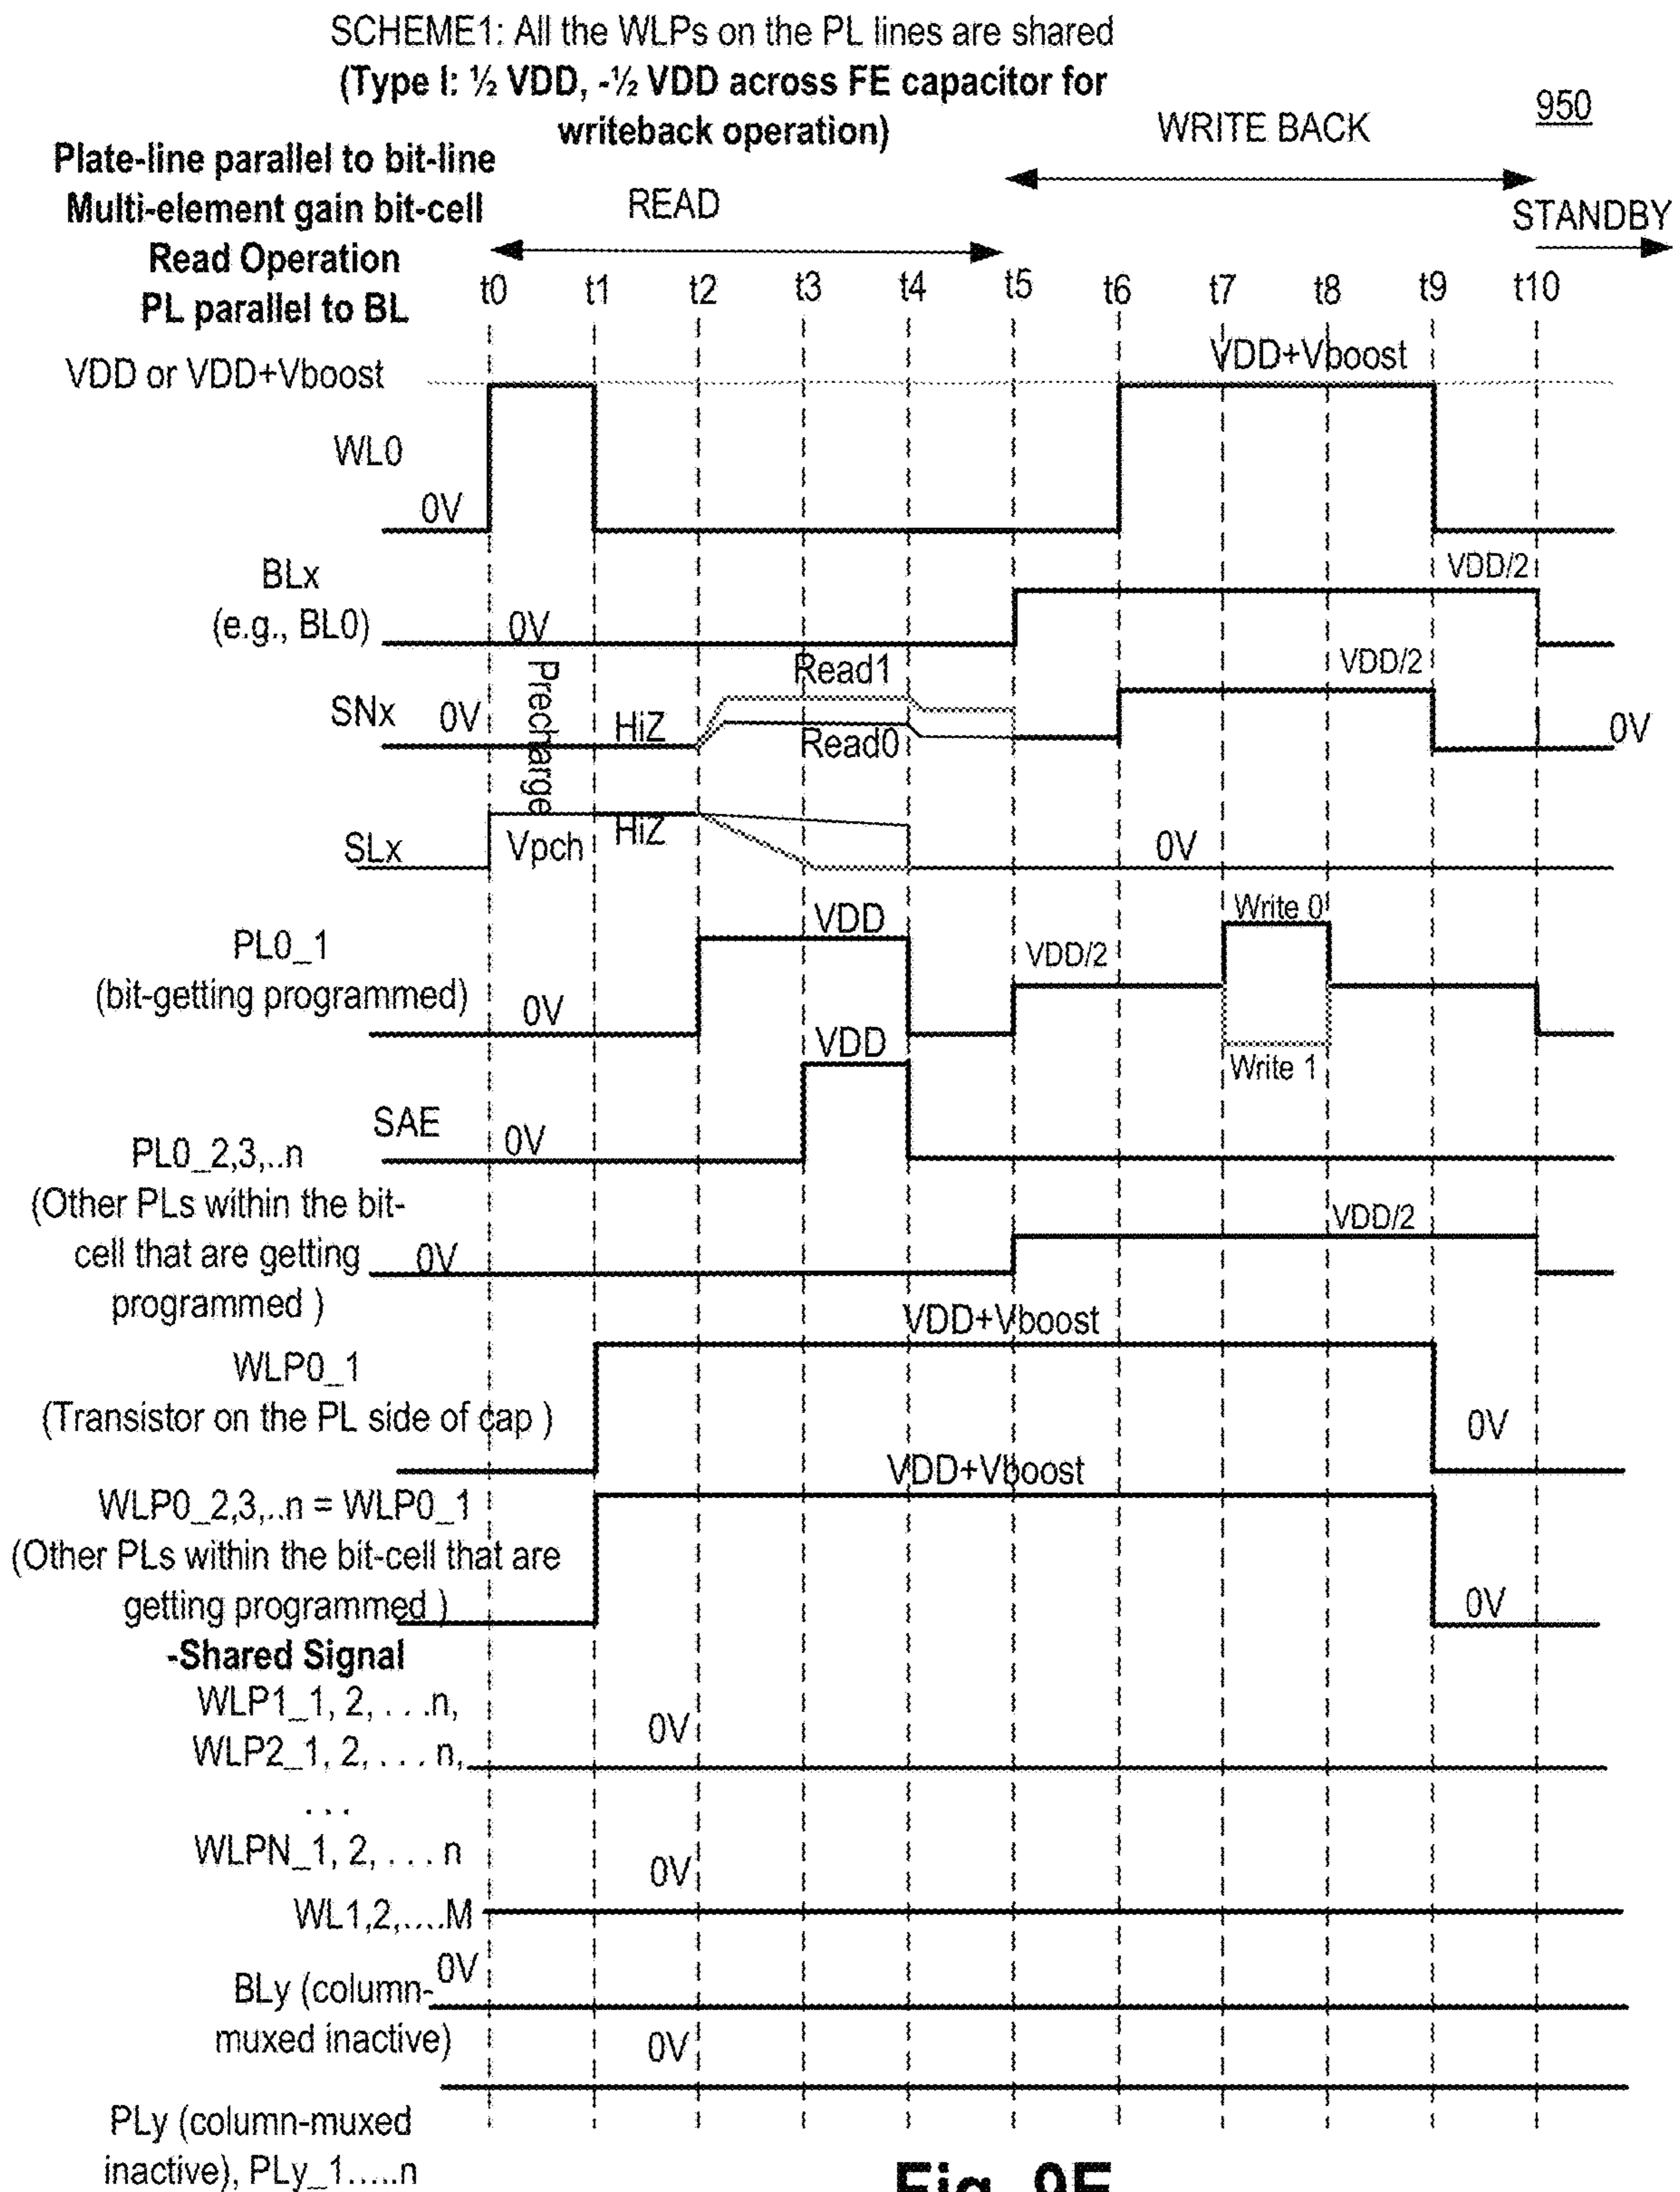 SCHEME1: All the WLPs on the PL lines are shared
(Type I: ½ VDD, -½ VDD across FE capacitor for
writeback operation)
950
WRITE BACK
Plate-line parallel to bit-line
Multi-element gain bit-cell
Read Operation
PL parallel to BL
READ
STANDBY
t0 t1 t2 t3 t4 t5 t6 t7 t8 t9 t10
VDD or VDD+Vboost
VDD+Vboost
WL0
0V
BLx
(e.g., BL0)
0V
VDD/2
Precharge
SNx
0V
HiZ
Read1
Read0
VDD/2
0V
SLx
Vpch
HiZ
0V
PL0_1
(bit-getting programmed)
0V
VDD
VDD/2
Write 0
Write 1
SAE
0V
VDD
PL0_2,3,..n
(Other PLs within the bit-
cell that are getting
programmed )
0V
VDD/2
WLP0_1
(Transistor on the PL side of cap )
VDD+Vboost
0V
WLP0_2,3,..n = WLP0_1
(Other PLs within the bit-cell that are
getting programmed )
-Shared Signal
VDD+Vboost
0V
WLP1_1, 2, . . .n,
WLP2_1, 2, . . . n,
. . .
WLPN_1, 2, . . . n
0V
WL1,2,....M
0V
BLy (column-
muxed inactive)
0V
PLy (column-muxed
inactive), PLy_1.....n
0V
Fig. 9E